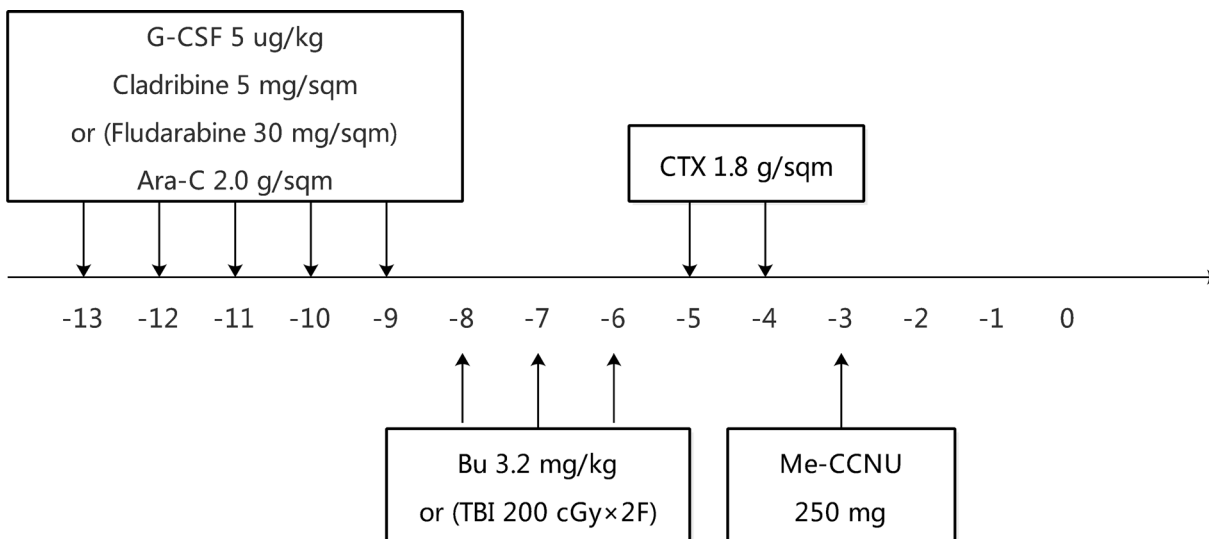 G-CSF 5 ug/kg
Cladribine 5 mg/sqm
or (Fludarabine 30 mg/sqm)
Ara-C 2.0 g/sqm
CTX 1.8 g/sqm
-13 -12 -11 -10 -9 -8 -7 -6 -5 -4 -3 -2 -1 0
Bu 3.2 mg/kg
or (TBI 200 cGy×2F)
Me-CCNU
250 mg